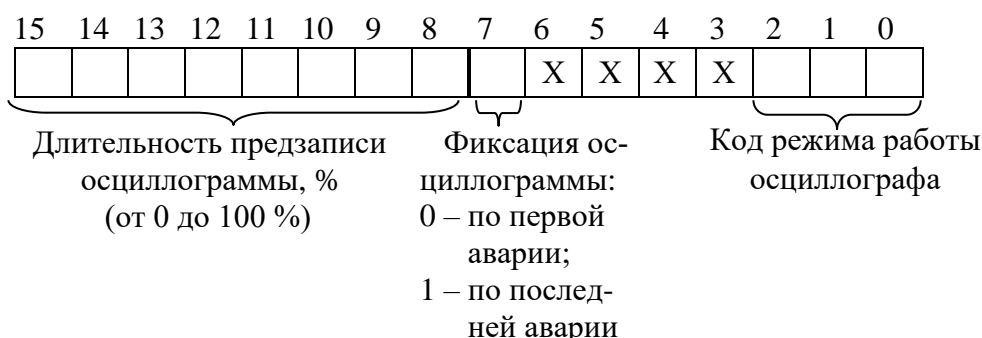 15 14 13 12 11 10 9 8 7 6 5 4 3 2 1 0
X X X X
Длительность предзаписи
осциллограммы, %
(от 0 до 100 %)
Фиксация ос-
циллограммы:
0 – по первой
аварии;
1 – по послед-
ней аварии
Код режима работы
осциллографа